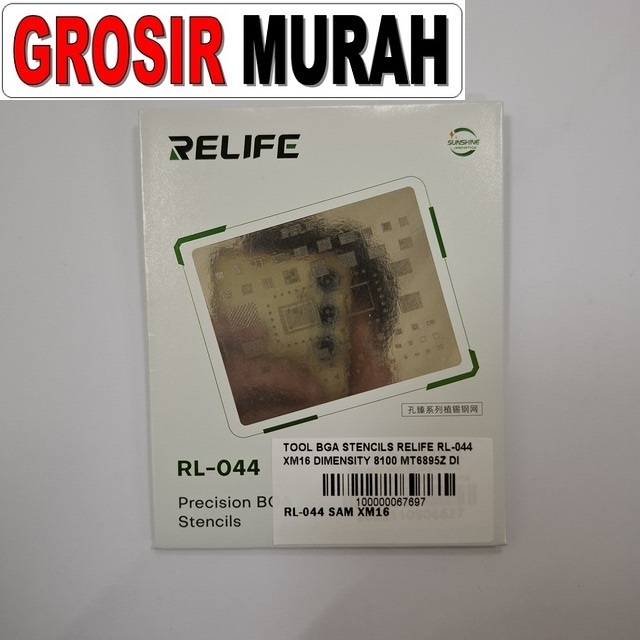 GROSIR MURAH
RELIFE
SUNSHINE
孔臻系列植锡钢网
RL-044
Precision BG
Stencils
TOOL BGA STENCILS RELIFE RL-044
XM16 DIMENSITY 8100 MT6895Z DI
100000067697
RL-044 SAM XM16